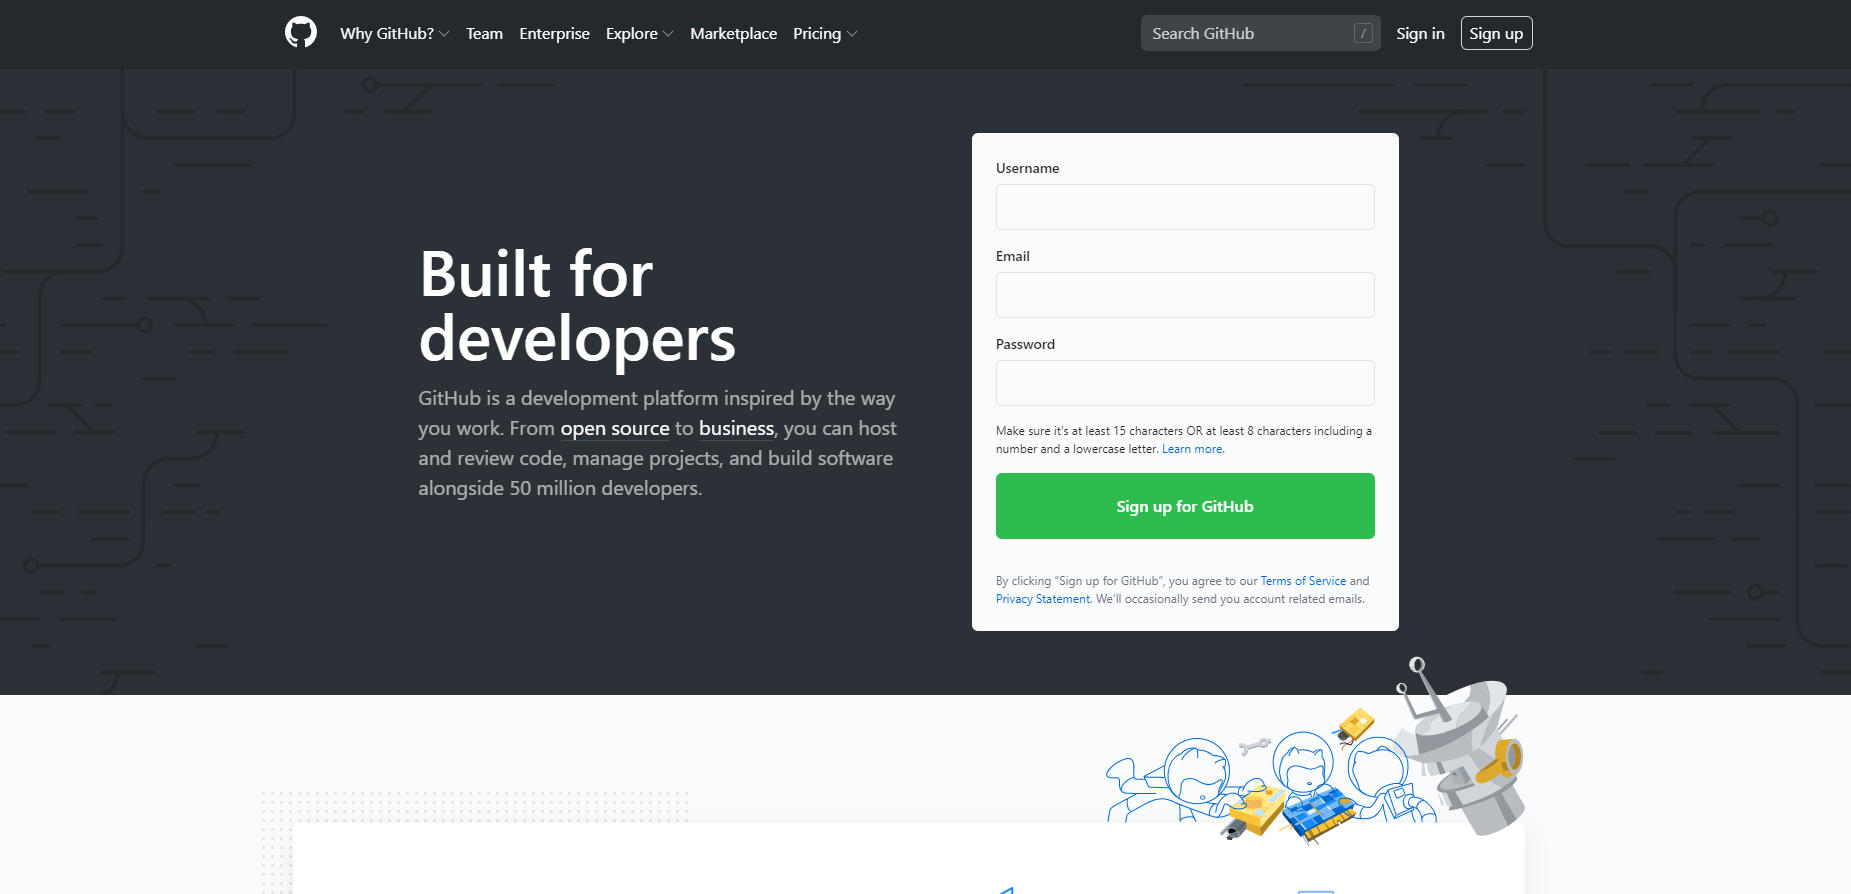 Why GitHub? Team Enterprise Explore Marketplace Pricing Search GitHub / Sign in Sign up
Built for
developers
GitHub is a development platform inspired by the way
you work. From open source to business, you can host
and review code, manage projects, and build software
alongside 50 million developers.
Username
Email
Password
Make sure it's at least 15 characters OR at least 8 characters including a
number and a lowercase letter. Learn more.
Sign up for GitHub
By clicking “Sign up for GitHub”, you agree to our Terms of Service and
Privacy Statement. We’ll occasionally send you account related emails.